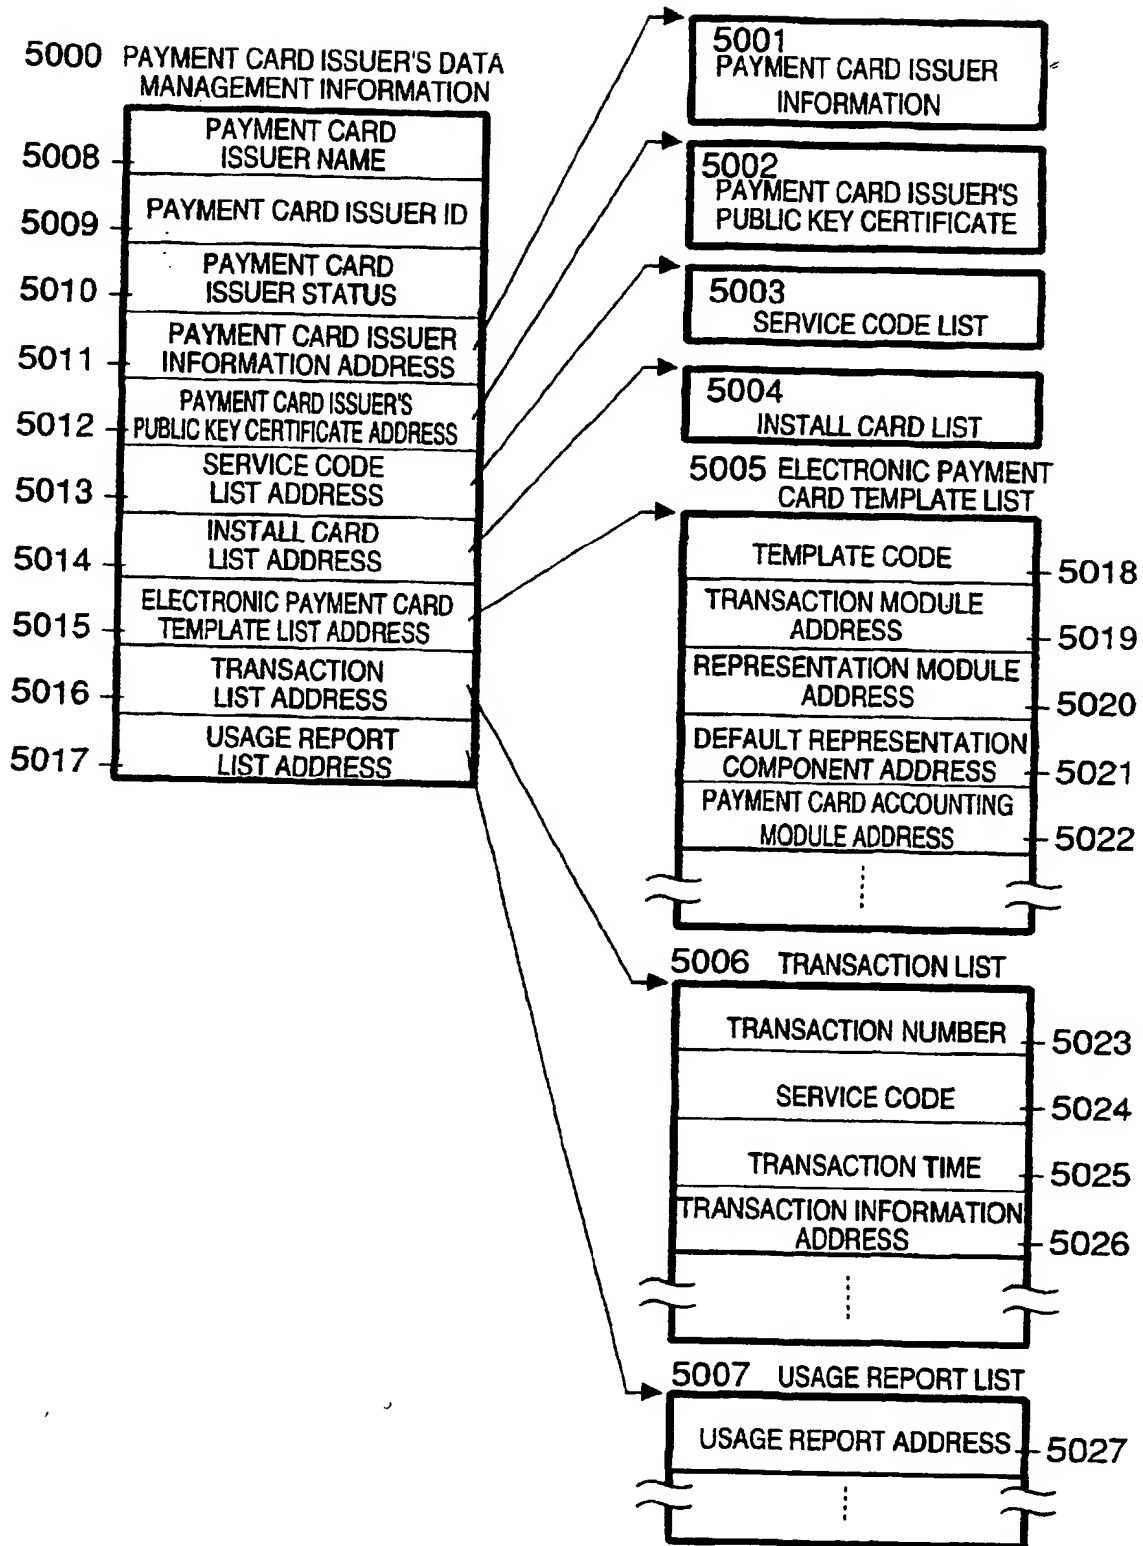 5000 PAYMENT CARD ISSUER'S DATA
MANAGEMENT INFORMATION
5008
PAYMENT CARD
ISSUER NAME
5009
PAYMENT CARD ISSUER ID
5010
PAYMENT CARD
ISSUER STATUS
5011
PAYMENT CARD ISSUER
INFORMATION ADDRESS
5012
PAYMENT CARD ISSUER'S
PUBLIC KEY CERTIFICATE ADDRESS
5013
SERVICE CODE
LIST ADDRESS
5014
INSTALL CARD
LIST ADDRESS
5015
ELECTRONIC PAYMENT CARD
TEMPLATE LIST ADDRESS
5016
TRANSACTION
LIST ADDRESS
5017
USAGE REPORT
LIST ADDRESS
5001
PAYMENT CARD ISSUER
INFORMATION
5002
PAYMENT CARD ISSUER'S
PUBLIC KEY CERTIFICATE
5003
SERVICE CODE LIST
5004
INSTALL CARD LIST
5005 ELECTRONIC PAYMENT
CARD TEMPLATE LIST
TEMPLATE CODE
5018
TRANSACTION MODULE
ADDRESS
5019
REPRESENTATION MODULE
ADDRESS
5020
DEFAULT REPRESENTATION
COMPONENT ADDRESS
5021
PAYMENT CARD ACCOUNTING
MODULE ADDRESS
5022
5006 TRANSACTION LIST
TRANSACTION NUMBER
5023
SERVICE CODE
5024
TRANSACTION TIME
5025
TRANSACTION INFORMATION
ADDRESS
5026
5007 USAGE REPORT LIST
USAGE REPORT ADDRESS
5027